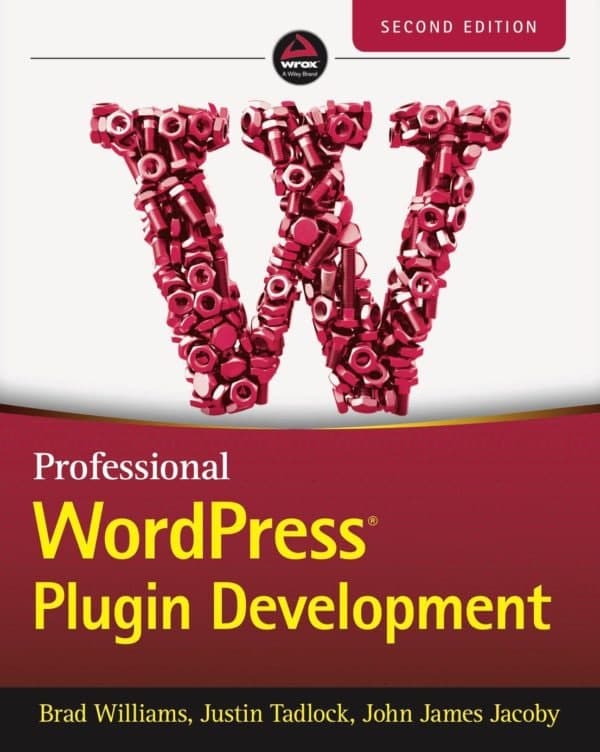 SECOND EDITION
wrox
A Wiley Brand
W
Professional
WordPress®
Plugin Development
Brad Williams, Justin Tadlock, John James Jacoby